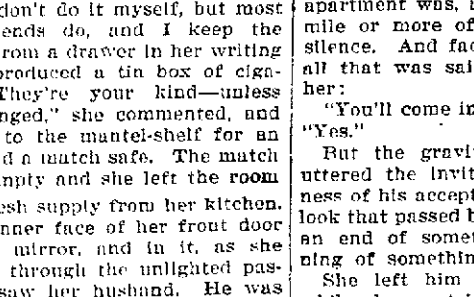 don't do it myself, but most
ends do, and I keep the
rom a drawer in her writing
produced a tin box of ciga-
They're your kind—unless
nged," she commented, and
to the mantel-shelf for an
d a match safe. The match
mpty and she left the room
esh supply from her kitchen.
nner face of her front door
mirror, and in it, as she
through the unlighted pas-
saw her husband. He was
apartment was,
mile or more of
silence. And fac
all that was sai
her:
"You'll come in
"Yes."
But the gravi
uttered the invit
ness of his accept
look that passed b
an end of somet
ning of somethin
She left him